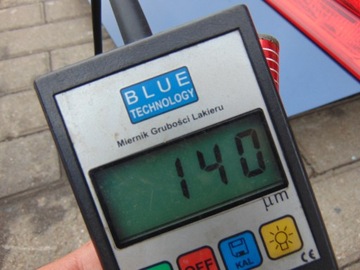 BLUE
TECHNOLOGY
Miernik Grubości Lakieru
140
μm
OFF
KAL
CE